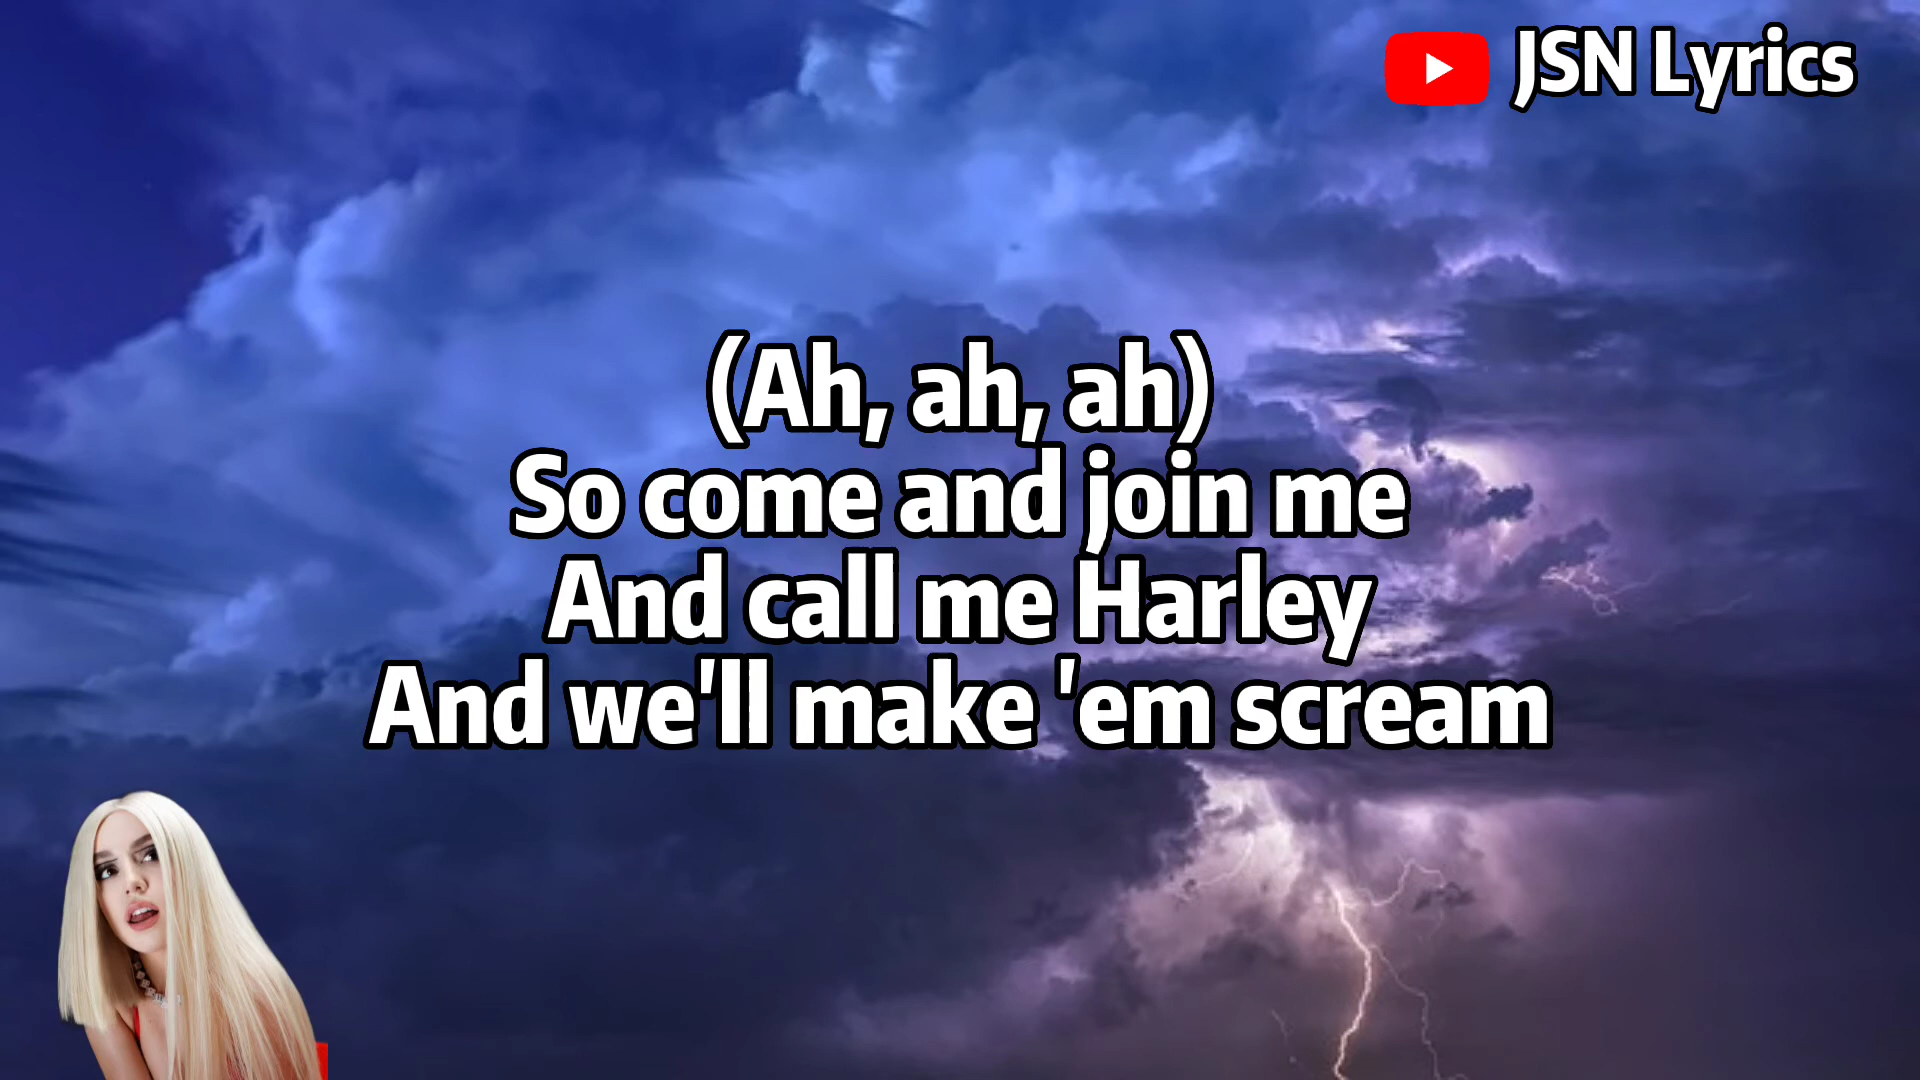 JSN Lyrics
(Ah, ah, ah)
So come and join me
And call me Harley
And we'll make 'em scream